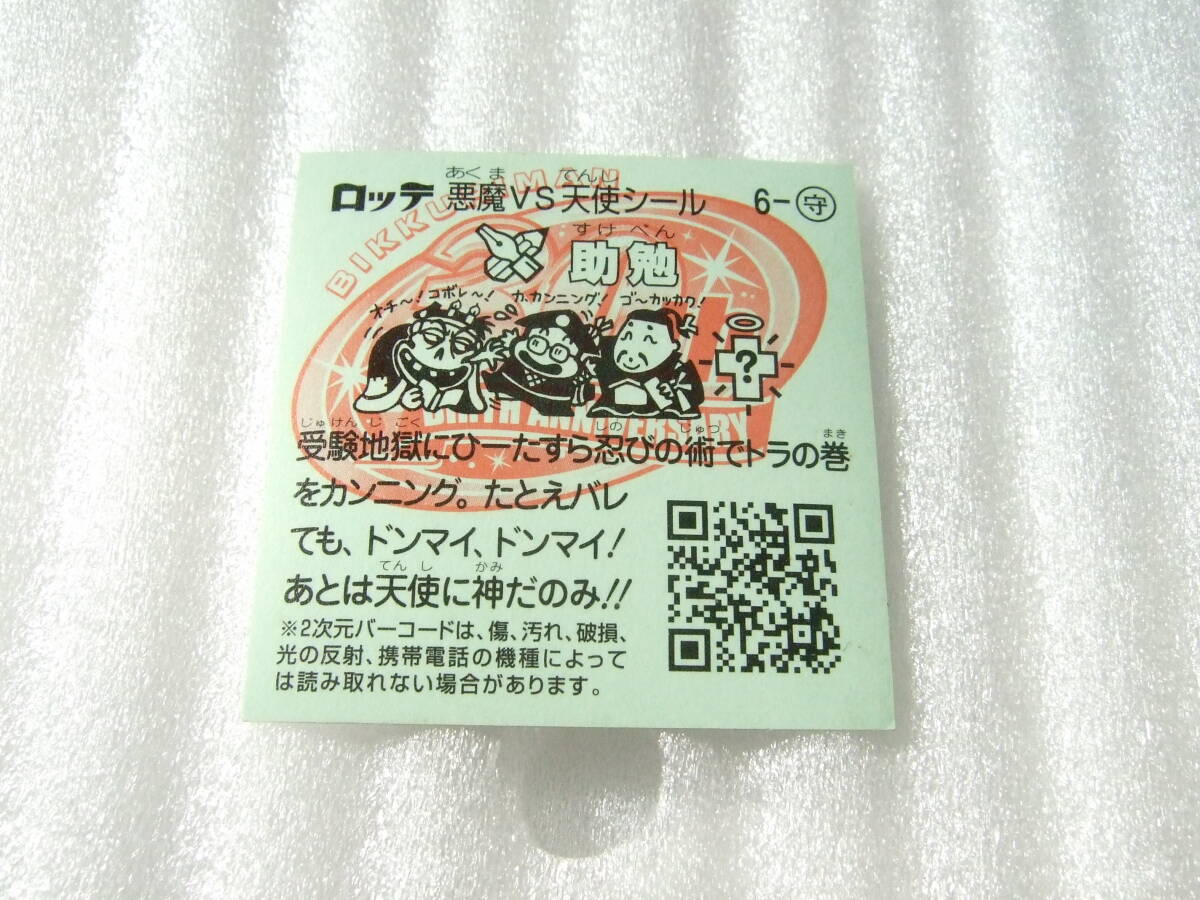 BIKKURIMAN
あくま てんし
ロッテ 悪魔VS天使シール 6-守
すけ べん
助勉
オチ〜!コボレ〜! カ、カンニング! ゴ〜カッカク!
?
BIRTH ANNIVERSARY
じゅけん じ ごく しの じゅつ まき
受験地獄にひーたすら忍びの術でトラの巻
をカンニング。たとえバレ
ても、ドンマイ、ドンマイ!
てん し かみ
あとは天使に神だのみ!!
※2次元バーコードは、傷、汚れ、破損、
光の反射、携帯電話の機種によって
は読み取れない場合があります。